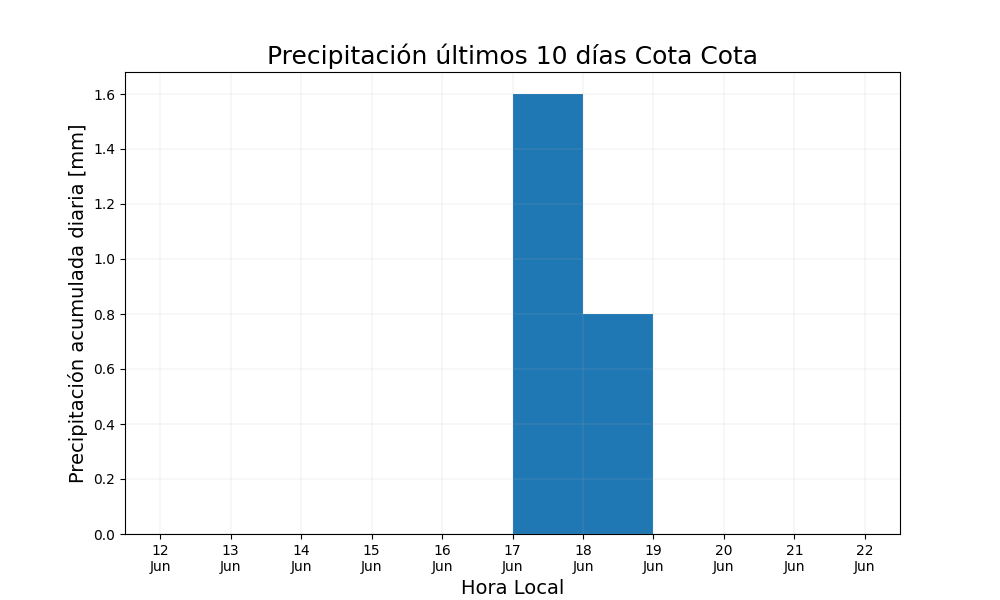 Precipitación últimos 10 días Cota Cota
Precipitación acumulada diaria [mm]
1.6
1.4
1.2
1.0
0.8
0.6
0.4
0.2
0.0
12 13 14 15 16 17 18 19 20 21 22
Jun Jun Jun Jun Jun Jun Jun Jun Jun Jun Jun
Hora Local